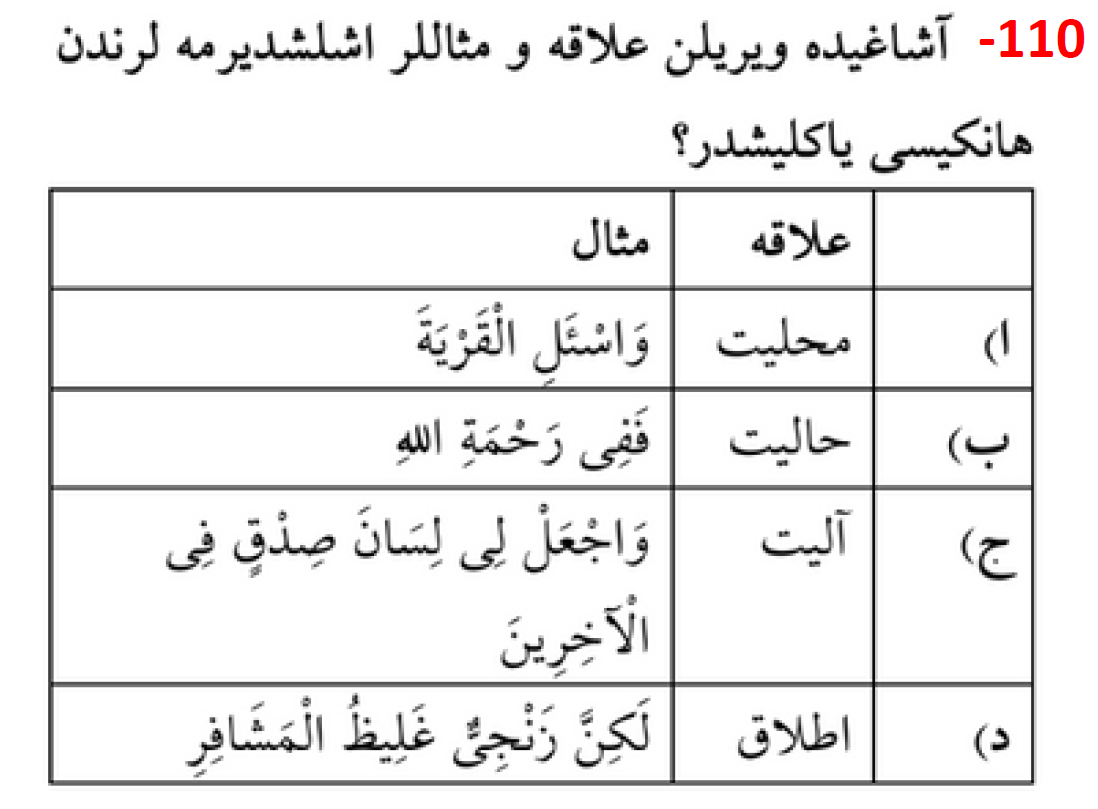 110- آشاغیده ویریلن علاقه و مثاللر اشلشدیرمه لرندن
هانکیسی یاکلیشدر؟
علاقه مثال
ا) محلیت وَاسْئَلِ الْقَرْيَةَ
ب) حالیت فَفِى رَحْمَةِ اللهِ
ج) آلیت وَاجْعَلْ لِى لِسَانَ صِدْقٍ فِى
الْآخِرِينَ
د) اطلاق لَكِنَّ زَنْجِىٌّ غَلِيظُ الْمَشَافِرِ